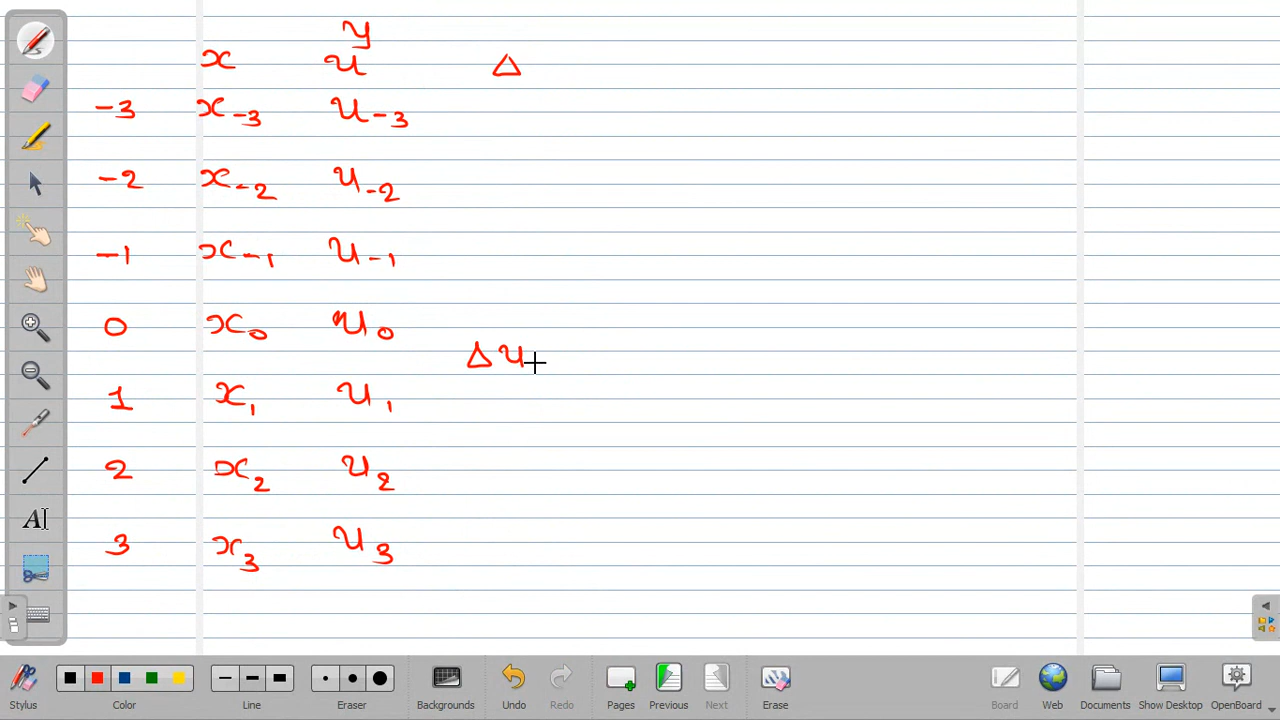 y
x u Δ
-3 x₋₃ u₋₃
-2 x₋₂ u₋₂
-1 x₋₁ u₋₁
0 x₀ u₀
Δu
1 x₁ u₁
2 x₂ u₂
3 x₃ u₃
AI
Stylus Color Line Eraser Backgrounds Undo Redo Pages Previous Next Erase Board Web Documents Show Desktop OpenBoard